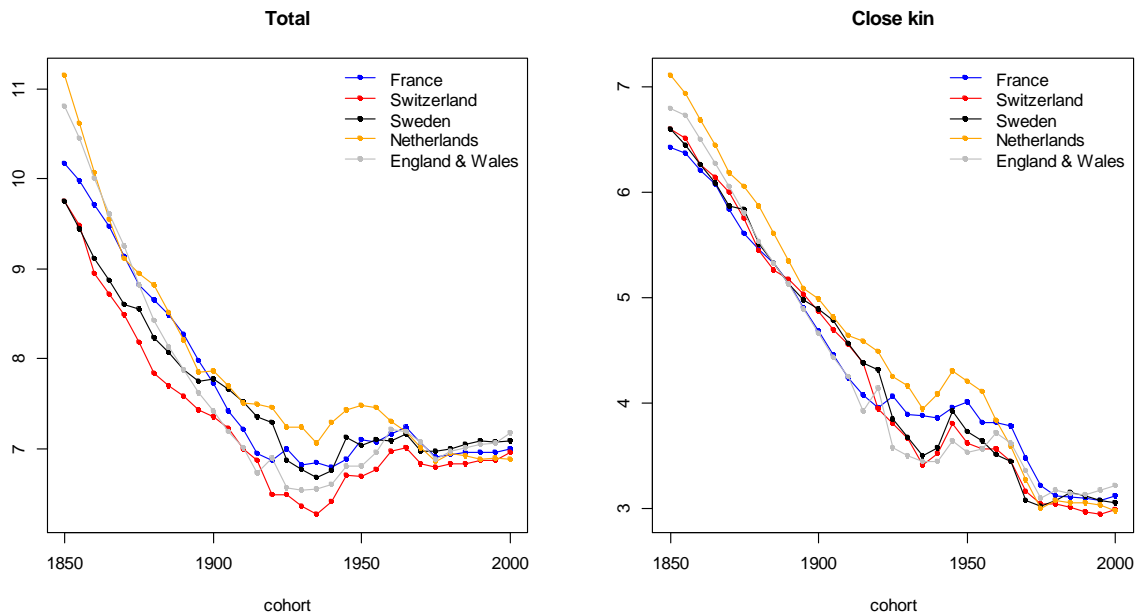 Total
11
10
9
8
7
France
Switzerland
Sweden
Netherlands
England & Wales
1850
1900
1950
2000
cohort
Close kin
7
6
5
4
3
France
Switzerland
Sweden
Netherlands
England & Wales
1850
1900
1950
2000
cohort